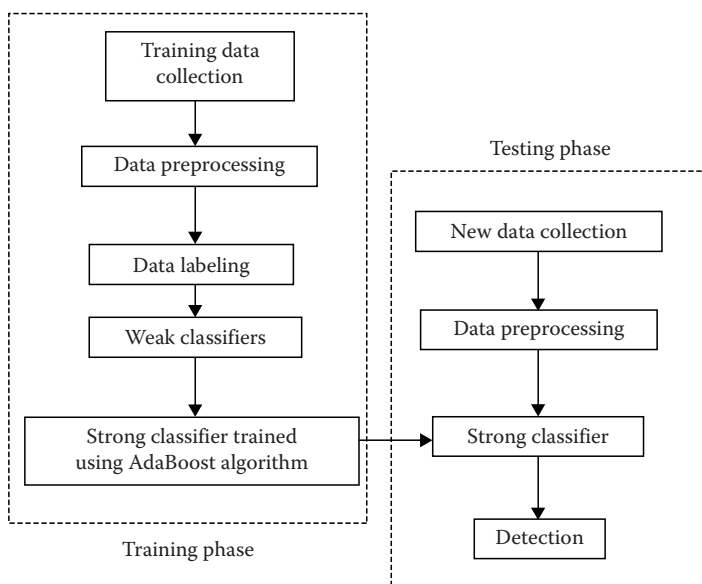 Training data
collection
Data preprocessing
Data labeling
Weak classifiers
Strong classifier trained
using AdaBoost algorithm
Training phase
Testing phase
New data collection
Data preprocessing
Strong classifier
Detection